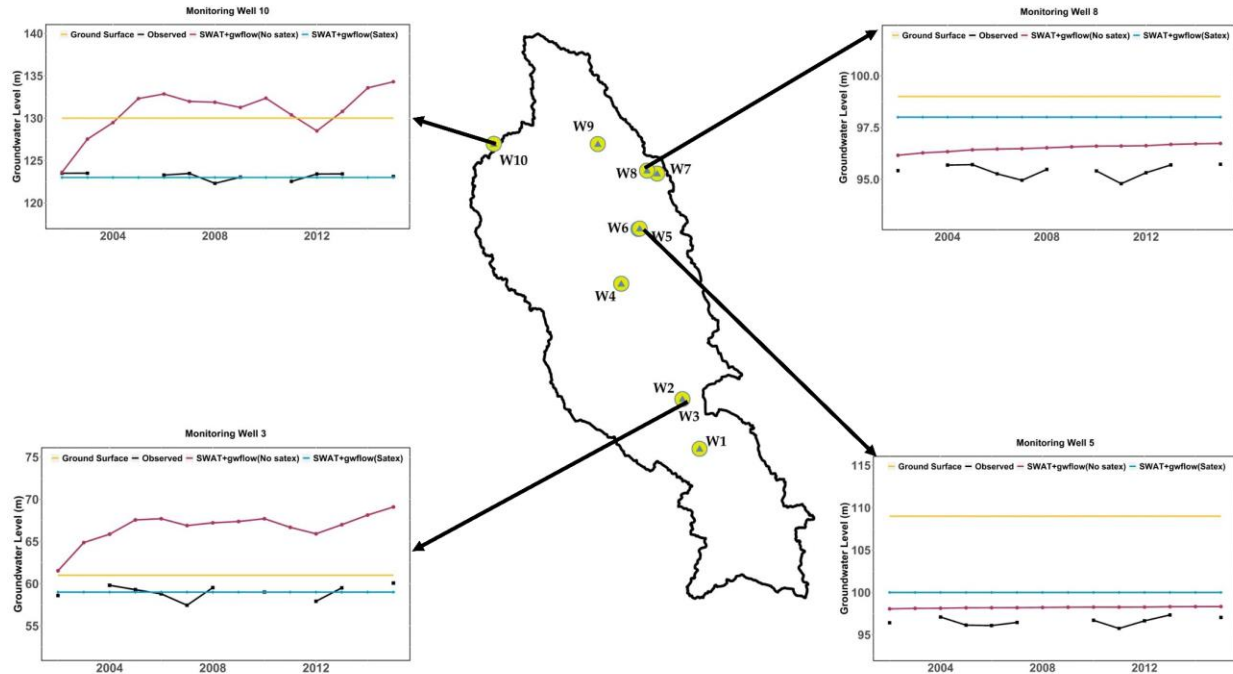 Monitoring Well 10
Ground Surface Observed SWAT+gwflow(No satex) SWAT+gwflow(Satex)
Groundwater Level (m)
140
135
130
125
120
2004 2008 2012
Monitoring Well 8
Ground Surface Observed SWAT+gwflow(No satex) SWAT+gwflow(Satex)
Groundwater Level (m)
100.0
97.5
95.0
2004 2008 2012
W10
W9
W8
W7
W6
W5
W4
W2
W3
W1
Monitoring Well 3
Ground Surface Observed SWAT+gwflow(No satex) SWAT+gwflow(Satex)
Groundwater Level (m)
75
70
65
60
55
2004 2008 2012
Monitoring Well 5
Ground Surface Observed SWAT+gwflow(No satex) SWAT+gwflow(Satex)
Groundwater Level (m)
115
110
105
100
95
2004 2008 2012